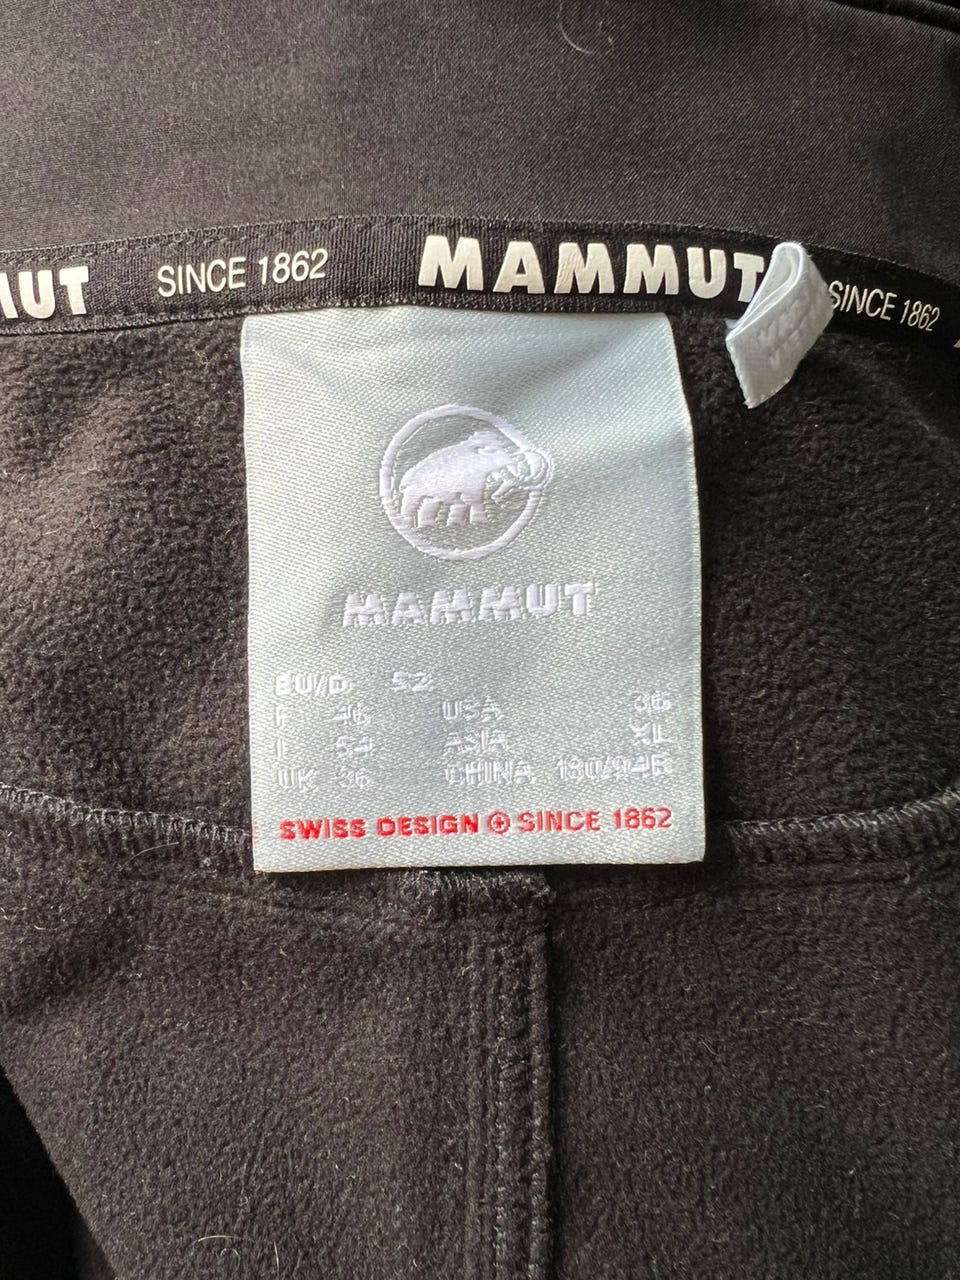 MUT SINCE 1862 MAMMUT SINCE 1862
MAMMUT
EU/D 52
F 46 USA 36
I 54 ASIA XL
UK 36 CHINA 180/94R
SWISS DESIGN SINCE 1862